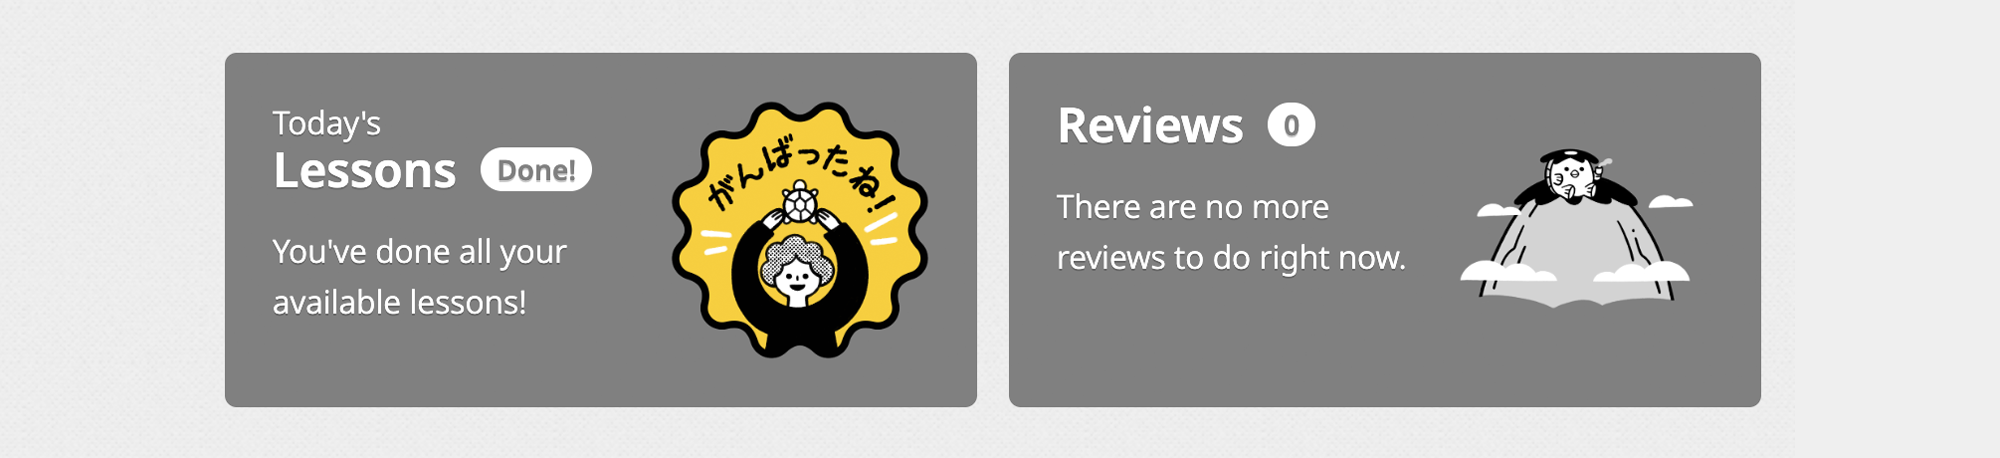 Today's
Lessons Done!
You've done all your
available lessons!
がんばったね!
Reviews 0
There are no more
reviews to do right now.